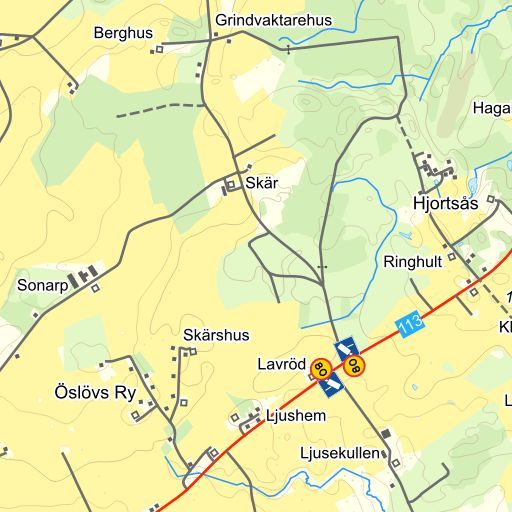 Grindvaktarehus
Berghus
Haga
Skär
Hjortsås
Ringhult
Sonarp
113
Skärshus
Lavröd
80
80
Öslövs Ry
Ljushem
Ljusekullen